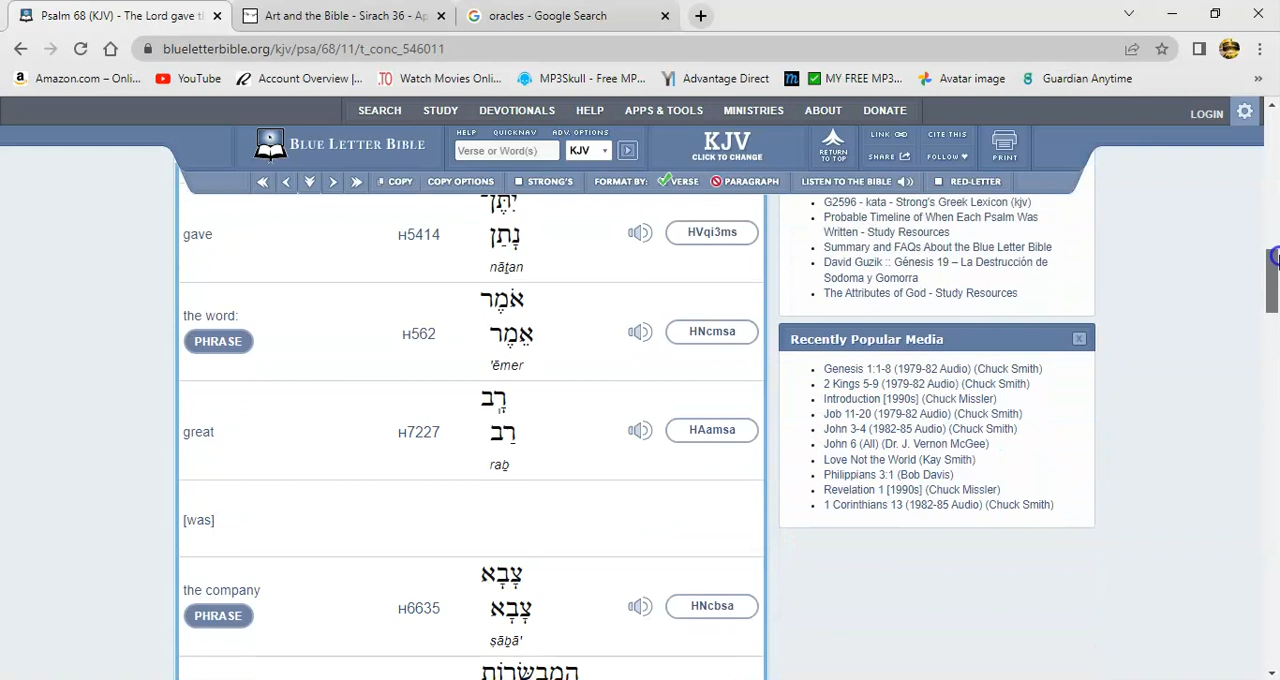 Psalm 68 (KJV) - The Lord gave t
Art and the Bible - Sirach 36 - Ap
oracles - Google Search
blueletterbible.org/kjv/psa/68/11/t_conc_546011
Amazon.com – Onli...
YouTube
Account Overview |...
Watch Movies Onl...
MP3Skull - Free MP...
Advantage Direct
MY FREE MP3...
Avatar image
Guardian Anytime
SEARCH
STUDY
DEVOTIONALS
HELP
APPS & TOOLS
MINISTRIES
ABOUT
DONATE
LOGIN
BLUE LETTER BIBLE
HELP
QUICKNAV
ADV. OPTIONS
Verse or Word(s)
KJV
KJV
CLICK TO CHANGE
RETURN
TO TOP
LINK
CITE THIS
SHARE
FOLLOW
PRINT
COPY
COPY OPTIONS
STRONG'S
FORMAT BY:
VERSE
PARAGRAPH
LISTEN TO THE BIBLE
RED-LETTER
יִתֶּן־
gave
H5414
נָתַן
nāṯan
HVqi3ms
אֹמֶר
the word:
PHRASE
H562
אֵמֶר
'ēmer
HNcmsa
רָֽב
great
H7227
רַב
raḇ
HAamsa
[was]
צָבָא
the company
PHRASE
H6635
צָבָא
ṣāḇā'
HNcbsa
הַמְבַשְּׂרוֹת
G2596 - kata - Strong's Greek Lexicon (kjv)
Probable Timeline of When Each Psalm Was
Written - Study Resources
Summary and FAQs About the Blue Letter Bible
David Guzik :: Génesis 19 – La Destrucción de
Sodoma y Gomorra
The Attributes of God - Study Resources
Recently Popular Media
Genesis 1:1-8 (1979-82 Audio) (Chuck Smith)
2 Kings 5-9 (1979-82 Audio) (Chuck Smith)
Introduction [1990s] (Chuck Missler)
Job 11-20 (1979-82 Audio) (Chuck Smith)
John 3-4 (1982-85 Audio) (Chuck Smith)
John 6 (All) (Dr. J. Vernon McGee)
Love Not the World (Kay Smith)
Philippians 3:1 (Bob Davis)
Revelation 1 [1990s] (Chuck Missler)
1 Corinthians 13 (1982-85 Audio) (Chuck Smith)